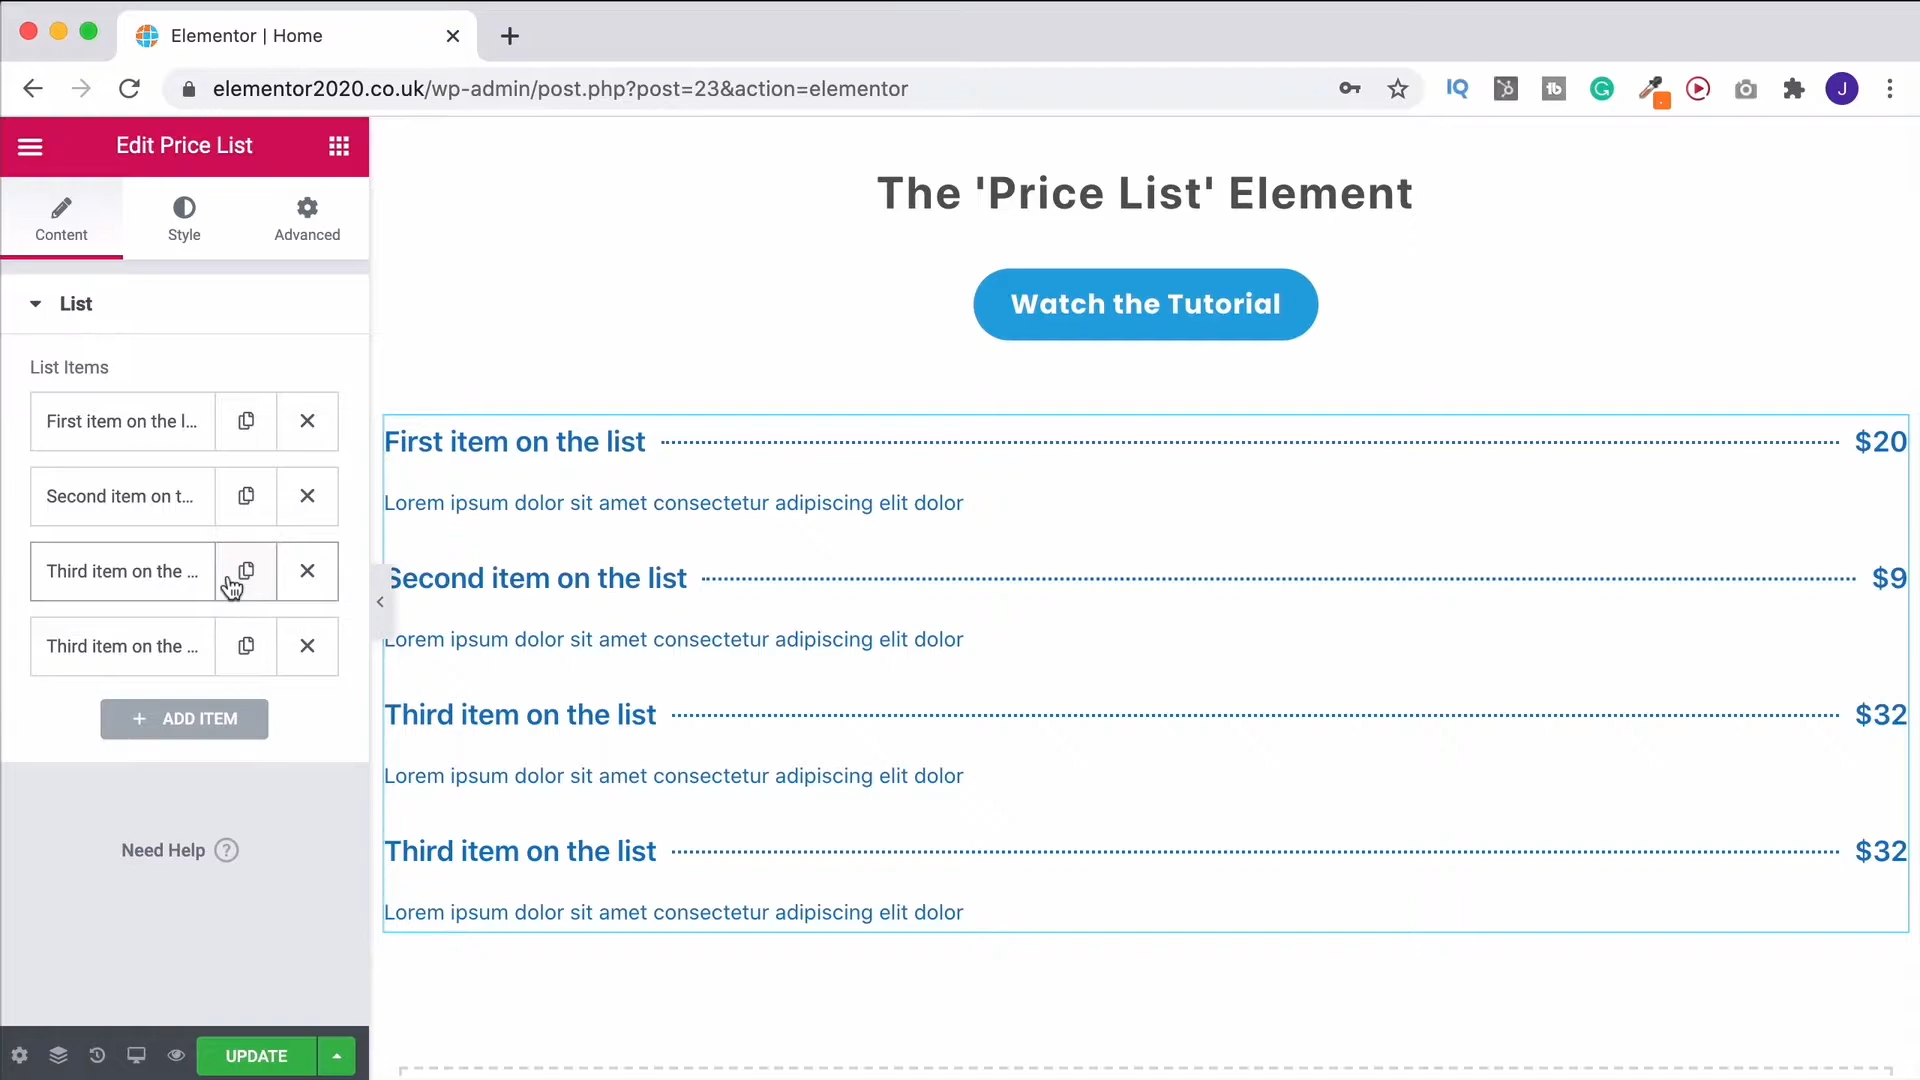 Elementor | Home
elementor2020.co.uk/wp-admin/post.php?post=23&action=elementor
IQ
tb
G
J
Edit Price List
Content
Style
Advanced
List
List Items
First item on the l...
Second item on t...
Third item on the ...
Third item on the ...
+ ADD ITEM
Need Help ?
UPDATE
The 'Price List' Element
Watch the Tutorial
First item on the list $20
Lorem ipsum dolor sit amet consectetur adipiscing elit dolor
Second item on the list $9
Lorem ipsum dolor sit amet consectetur adipiscing elit dolor
Third item on the list $32
Lorem ipsum dolor sit amet consectetur adipiscing elit dolor
Third item on the list $32
Lorem ipsum dolor sit amet consectetur adipiscing elit dolor